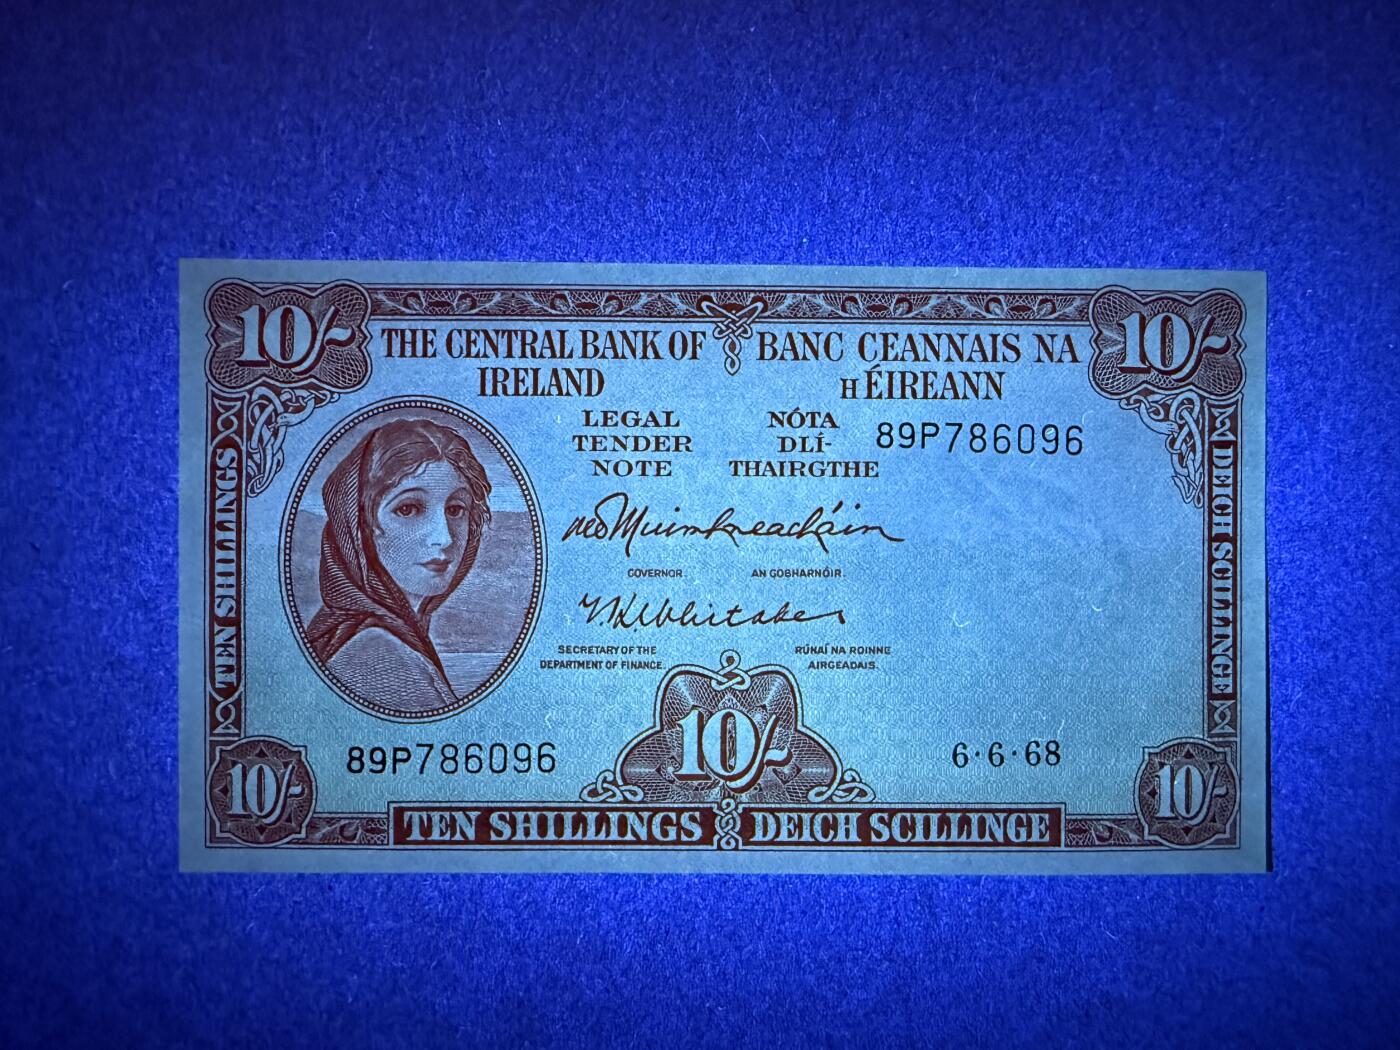 10/-
THE CENTRAL BANK OF
IRELAND
BANC CEANNAIS NA
H ÉIREANN
10/-
LEGAL
TENDER
NOTE
NÓTA
DLÍ-
THAIRGTHE
89P786096
TEN SHILLINGS
DEICH SCILLINGE
GOVERNOR.
AN GOBHARNÓIR.
T.K. Whitaker
SECRETARY OF THE
DEPARTMENT OF FINANCE.
RÚNAÍ NA ROINNE
AIRGEADAIS.
89P786096
10/-
6·6·68
10/-
TEN SHILLINGS
DEICH SCILLINGE
10/-